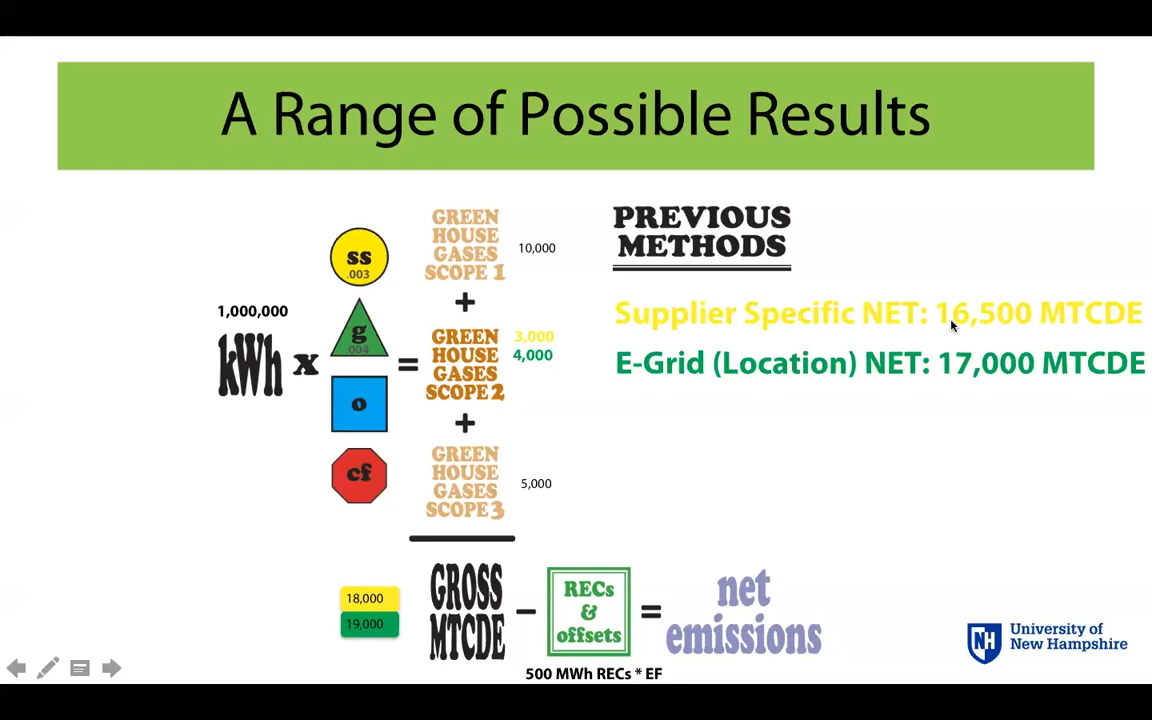 A Range of Possible Results
PREVIOUS
METHODS
Supplier Specific NET: 16,500 MTCDE
E-Grid (Location) NET: 17,000 MTCDE
1,000,000
kWh
x
ss
.003
g
.004
o
cf
=
GREEN
HOUSE
GASES
SCOPE 1
10,000
+
GREEN
HOUSE
GASES
SCOPE 2
3,000
4,000
+
GREEN
HOUSE
GASES
SCOPE 3
5,000
18,000
19,000
GROSS
MTCDE
–
RECs
&
offsets
=
net
emissions
500 MWh RECs * EF
NH
University of
New Hampshire